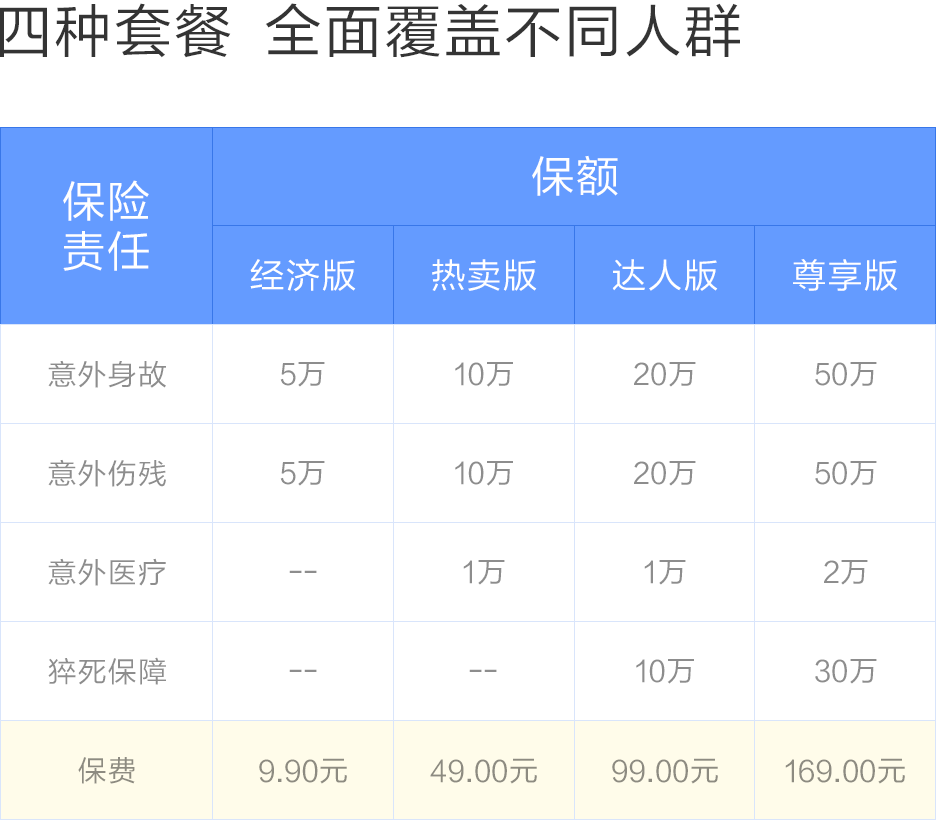 四种套餐 全面覆盖不同人群
保险
责任
保额
经济版 热卖版 达人版 尊享版
意外身故 5万 10万 20万 50万
意外伤残 5万 10万 20万 50万
意外医疗 -- 1万 1万 2万
猝死保障 -- -- 10万 30万
保费 9.90元 49.00元 99.00元 169.00元